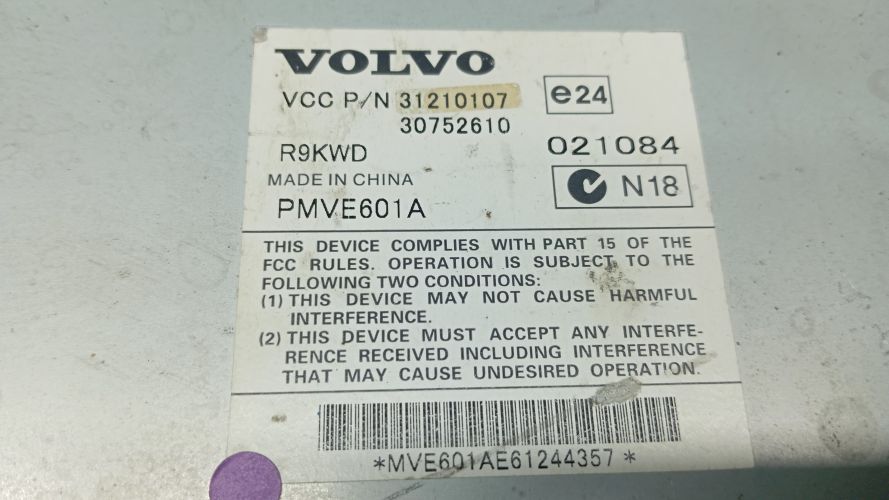 VOLVO
VCC P/N 31210107
30752610
e24
R9KWD
021084
MADE IN CHINA
N18
PMVE601A
THIS DEVICE COMPLIES WITH PART 15 OF THE
FCC RULES. OPERATION IS SUBJECT TO THE
FOLLOWING TWO CONDITIONS:
(1) THIS DEVICE MAY NOT CAUSE HARMFUL
INTERFERENCE.
(2) THIS DEVICE MUST ACCEPT ANY INTERFE-
RENCE RECEIVED INCLUDING INTERFERENCE
THAT MAY CAUSE UNDESIRED OPERATION.
*MVE601AE61244357*